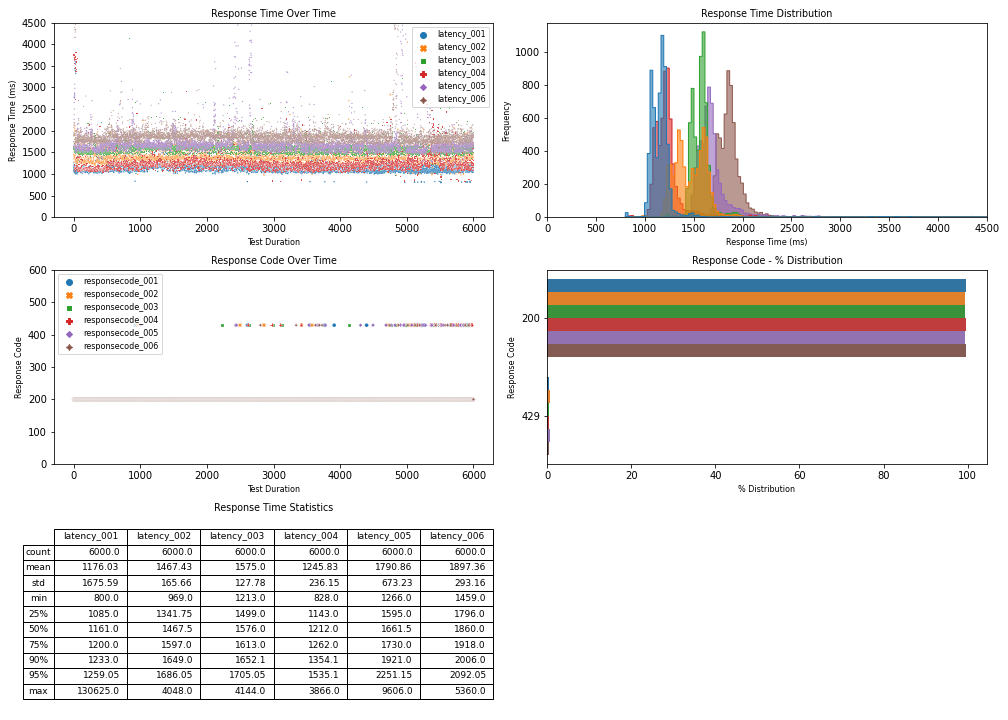 Response Time Over Time
Response Time (ms)
4500
4000
3500
3000
2500
2000
1500
1000
500
0
0 1000 2000 3000 4000 5000 6000
Test Duration
latency_001
latency_002
latency_003
latency_004
latency_005
latency_006
Response Time Distribution
Frequency
1000
800
600
400
200
0
0 500 1000 1500 2000 2500 3000 3500 4000 4500
Response Time (ms)
Response Code Over Time
Response Code
600
500
400
300
200
100
0
0 1000 2000 3000 4000 5000 6000
Test Duration
responsecode_001
responsecode_002
responsecode_003
responsecode_004
responsecode_005
responsecode_006
Response Code - % Distribution
Response Code
200
429
0 20 40 60 80 100
% Distribution
Response Time Statistics
latency_001 latency_002 latency_003 latency_004 latency_005 latency_006
count 6000.0 6000.0 6000.0 6000.0 6000.0 6000.0
mean 1176.03 1467.43 1575.0 1245.83 1790.86 1897.36
std 1675.59 165.66 127.78 236.15 673.23 293.16
min 800.0 969.0 1213.0 828.0 1266.0 1459.0
25% 1085.0 1341.75 1499.0 1143.0 1595.0 1796.0
50% 1161.0 1467.5 1576.0 1212.0 1661.5 1860.0
75% 1200.0 1597.0 1613.0 1262.0 1730.0 1918.0
90% 1233.0 1649.0 1652.1 1354.1 1921.0 2006.0
95% 1259.05 1686.05 1705.05 1535.1 2251.15 2092.05
max 130625.0 4048.0 4144.0 3866.0 9606.0 5360.0